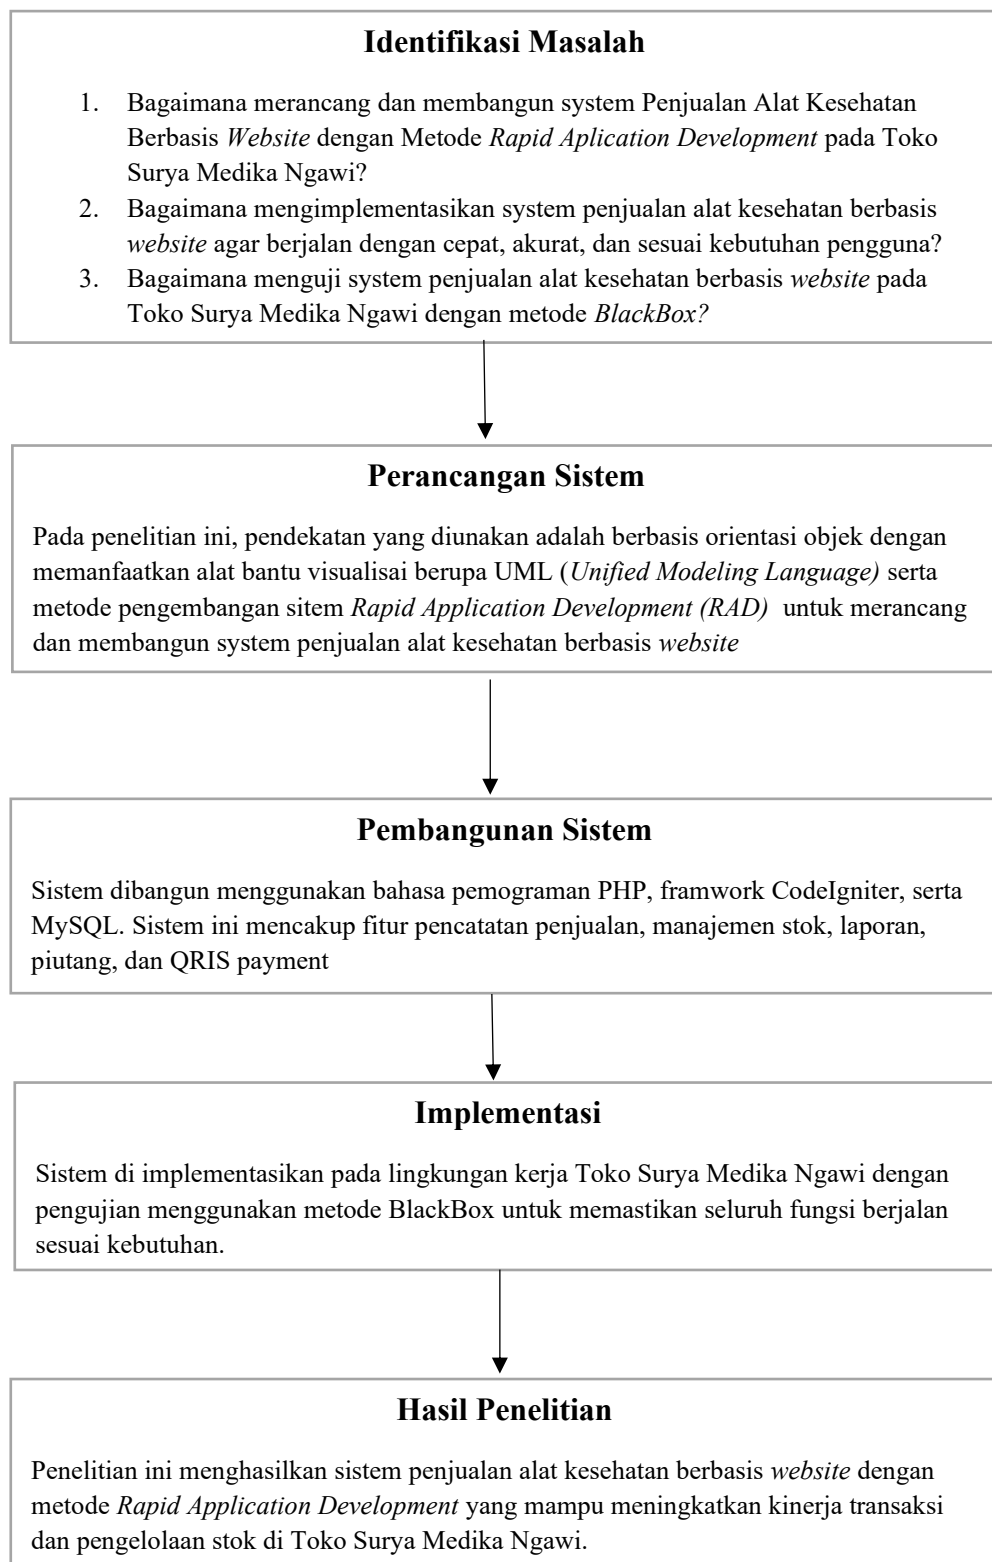 Identifikasi Masalah
1. Bagaimana merancang dan membangun system Penjualan Alat Kesehatan
Berbasis Website dengan Metode Rapid Aplication Development pada Toko
Surya Medika Ngawi?
2. Bagaimana mengimplementasikan system penjualan alat kesehatan berbasis
website agar berjalan dengan cepat, akurat, dan sesuai kebutuhan pengguna?
3. Bagaimana menguji system penjualan alat kesehatan berbasis website pada
Toko Surya Medika Ngawi dengan metode BlackBox?
Perancangan Sistem
Pada penelitian ini, pendekatan yang diunakan adalah berbasis orientasi objek dengan
memanfaatkan alat bantu visualisai berupa UML (Unified Modeling Language) serta
metode pengembangan sitem Rapid Application Development (RAD) untuk merancang
dan membangun system penjualan alat kesehatan berbasis website
Pembangunan Sistem
Sistem dibangun menggunakan bahasa pemograman PHP, framwork CodeIgniter, serta
MySQL. Sistem ini mencakup fitur pencatatan penjualan, manajemen stok, laporan,
piutang, dan QRIS payment
Implementasi
Sistem di implementasikan pada lingkungan kerja Toko Surya Medika Ngawi dengan
pengujian menggunakan metode BlackBox untuk memastikan seluruh fungsi berjalan
sesuai kebutuhan.
Hasil Penelitian
Penelitian ini menghasilkan sistem penjualan alat kesehatan berbasis website dengan
metode Rapid Application Development yang mampu meningkatkan kinerja transaksi
dan pengelolaan stok di Toko Surya Medika Ngawi.